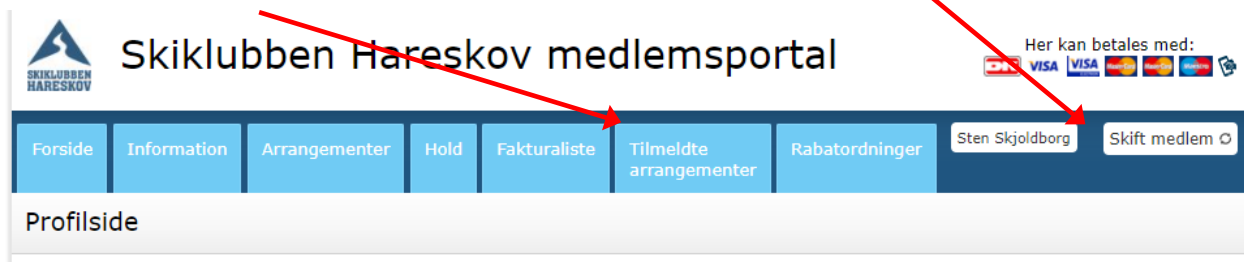 SKIKLUBBEN
HARESKOV
Skiklubben Hareskov medlemsportal
Her kan betales med:
VISA VISA
Forside
Information
Arrangementer
Hold
Fakturaliste
Tilmeldte
arrangementer
Rabatordninger
Sten Skjoldborg
Skift medlem
Profilside